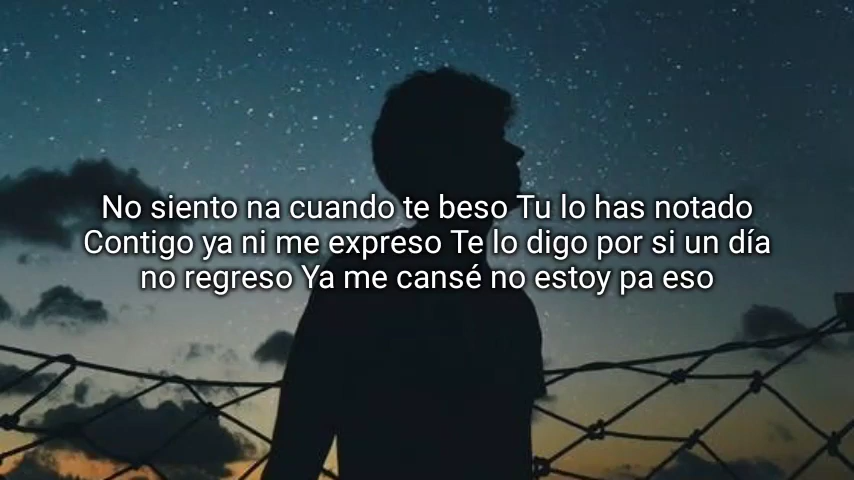 No siento na cuando te beso Tu lo has notado
Contigo ya ni me expreso Te lo digo por si un día
no regreso Ya me cansé no estoy pa eso